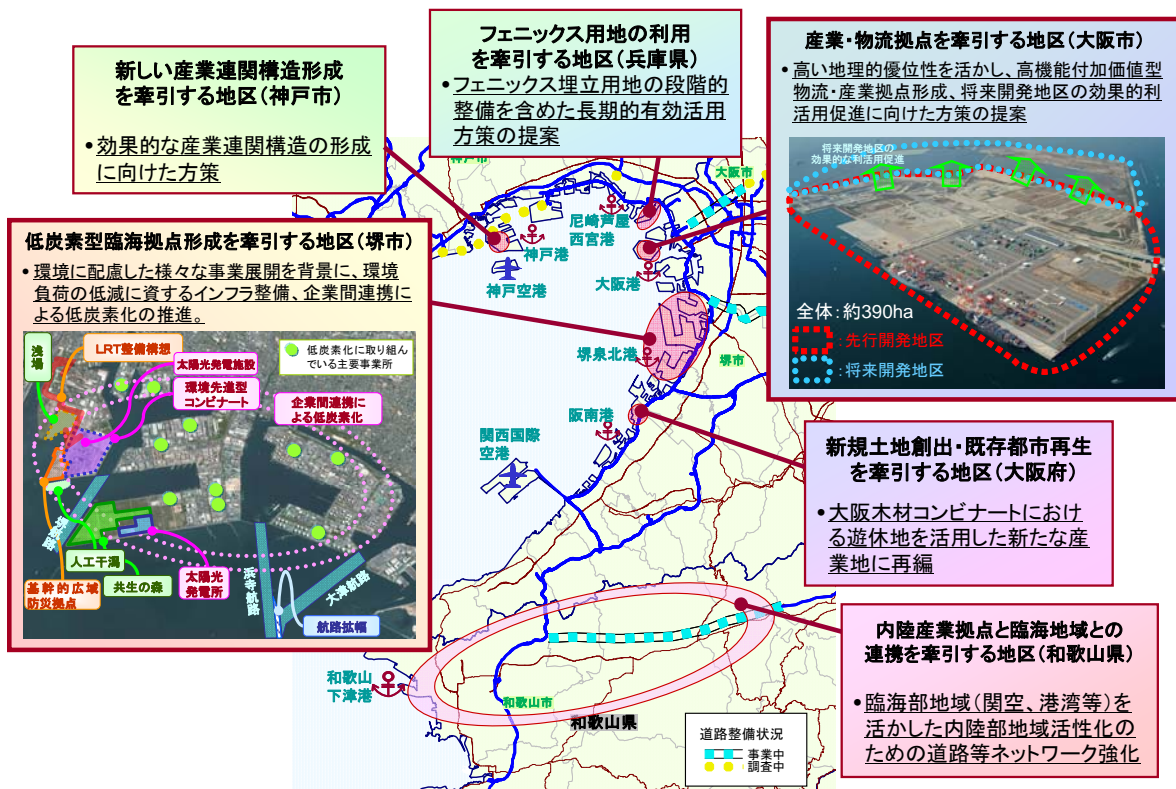 新しい産業連関構造形成
を牽引する地区(神戸市)
•効果的な産業連関構造の形成
に向けた方策
フェニックス用地の利用
を牽引する地区(兵庫県)
•フェニックス埋立用地の段階的
整備を含めた長期的有効活用
方策の提案
産業・物流拠点を牽引する地区(大阪市)
•高い地理的優位性を活かし、高機能付加価値型
物流・産業拠点形成、将来開発地区の効果的利
活用促進に向けた方策の提案
将来開発地区の
効果的な利活用促進
全体:約390ha
:先行開発地区
:将来開発地区
低炭素型臨海拠点形成を牽引する地区(堺市)
•環境に配慮した様々な事業展開を背景に、環境
負荷の低減に資するインフラ整備、企業間連携に
よる低炭素化の推進。
浅場
LRT整備構想
太陽光発電施設
環境先進型
コンビナート
低炭素化に取り組ん
でいる主要事業所
企業間連携に
よる低炭素化
人工干潟
共生の森
基幹的広域
防災拠点
太陽光
発電所
浜寺航路
大津航路
航路拡幅
神戸市
大阪市
尼崎芦屋
西宮港
神戸港
神戸空港
大阪港
堺泉北港
堺市
阪南港
関西国際
空港
新規土地創出・既存都市再生
を牽引する地区(大阪府)
•大阪木材コンビナートにおけ
る遊休地を活用した新たな産
業地に再編
内陸産業拠点と臨海地域との
連携を牽引する地区(和歌山県)
•臨海部地域(関空、港湾等)を
活かした内陸部地域活性化の
ための道路等ネットワーク強化
和歌山
下津港
和歌山市
和歌山県
道路整備状況
事業中
調査中